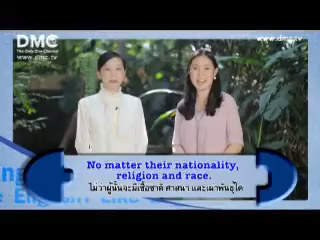 DMC
The Only One Channel
www.dmc.tv
www.dmc.tv
No matter their nationality,
religion and race.
ไม่ว่าผู้นั้นจะมีเชื้อชาติ ศาสนา และเผ่าพันธุ์ใด